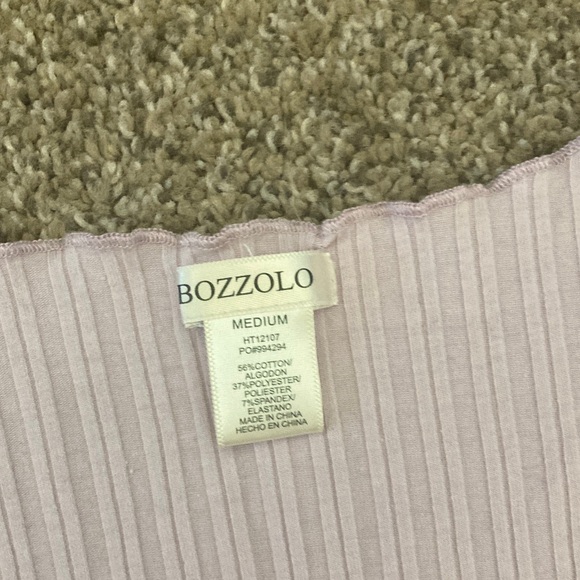 BOZZOLO
MEDIUM
HT12107
PO#994294
56%COTTON/
ALGODON
37%POLYESTER/
POLIESTER
7%SPANDEX/
ELASTANO
MADE IN CHINA
HECHO EN CHINA